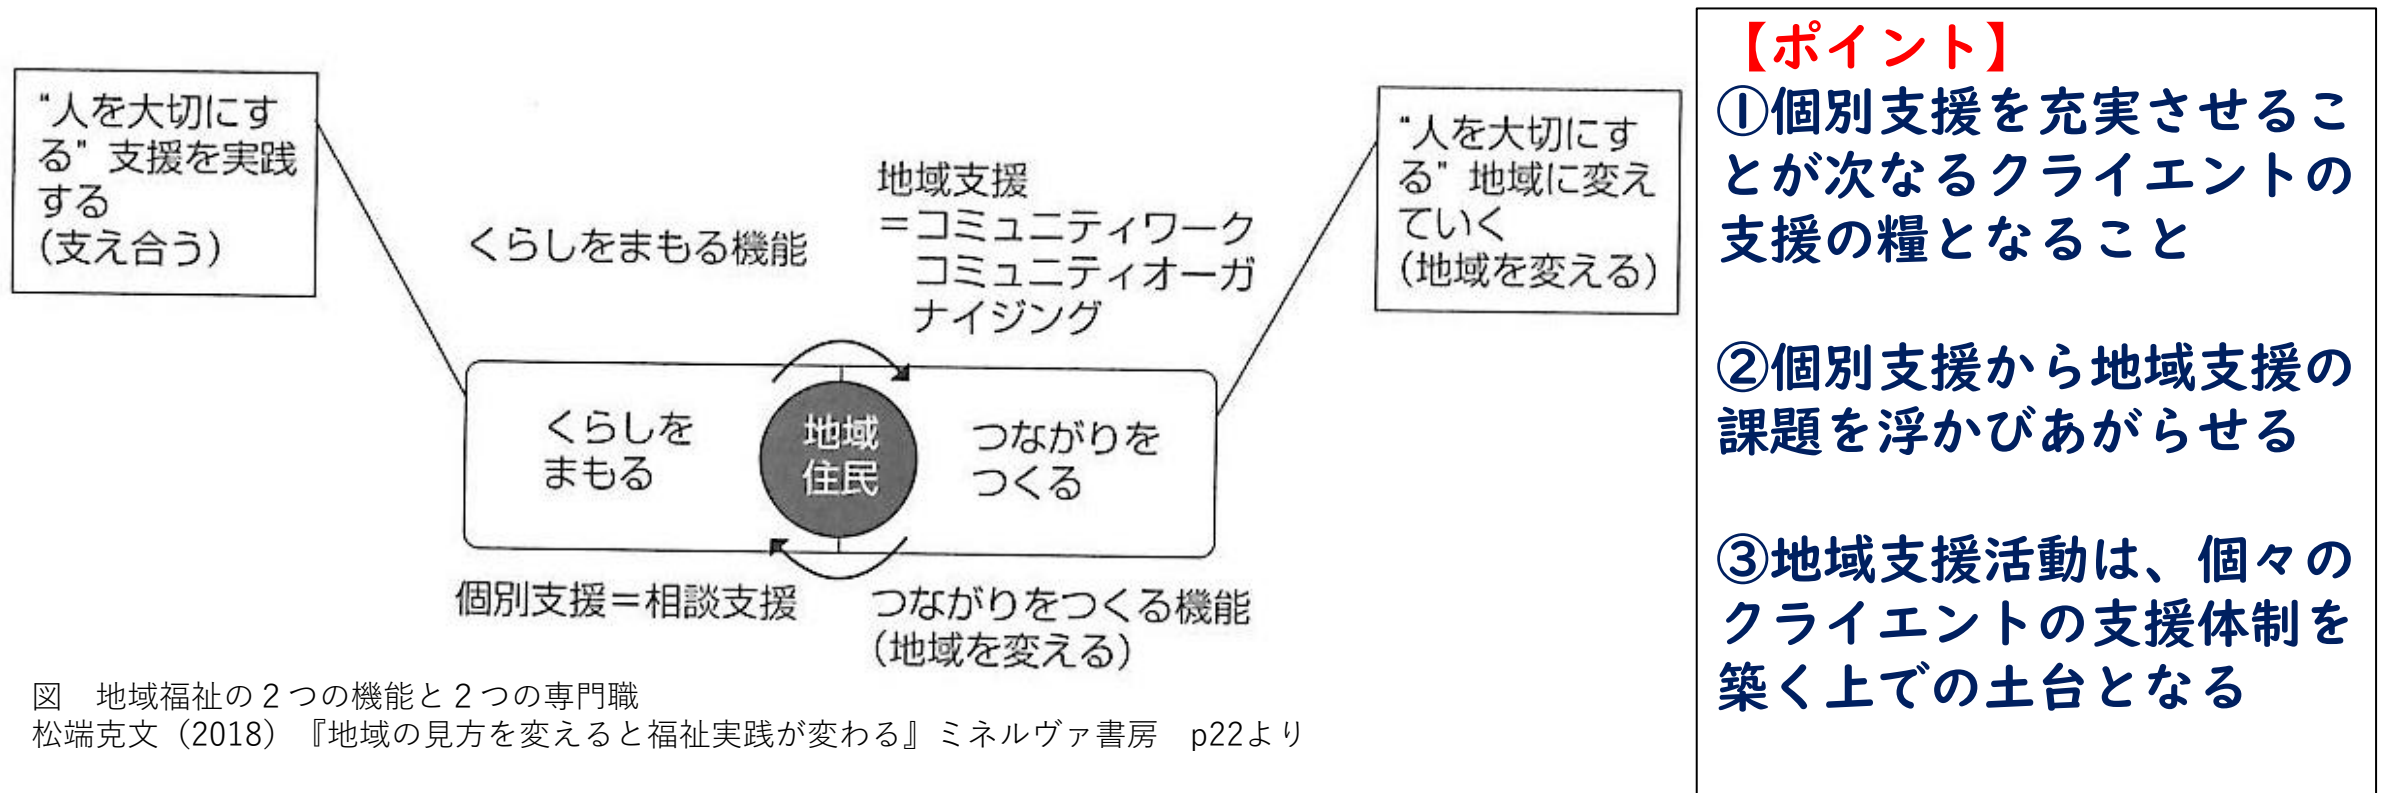 “人を大切にす
る”支援を実践
する
（支え合う）
くらしをまもる機能
地域支援
＝コミュニティワーク
コミュニティオーガ
ナイジング
“人を大切にす
る”地域に変え
ていく
（地域を変える）
くらしを
まもる
地域
住民
つながりを
つくる
個別支援＝相談支援
つながりをつくる機能
（地域を変える）
図　地域福祉の２つの機能と２つの専門職
松端克文（2018）『地域の見方を変えると福祉実践が変わる』ミネルヴァ書房　p22より
【ポイント】
①個別支援を充実させるこ
とが次なるクライエントの
支援の糧となること
②個別支援から地域支援の
課題を浮かびあがらせる
③地域支援活動は、個々の
クライエントの支援体制を
築く上での土台となる